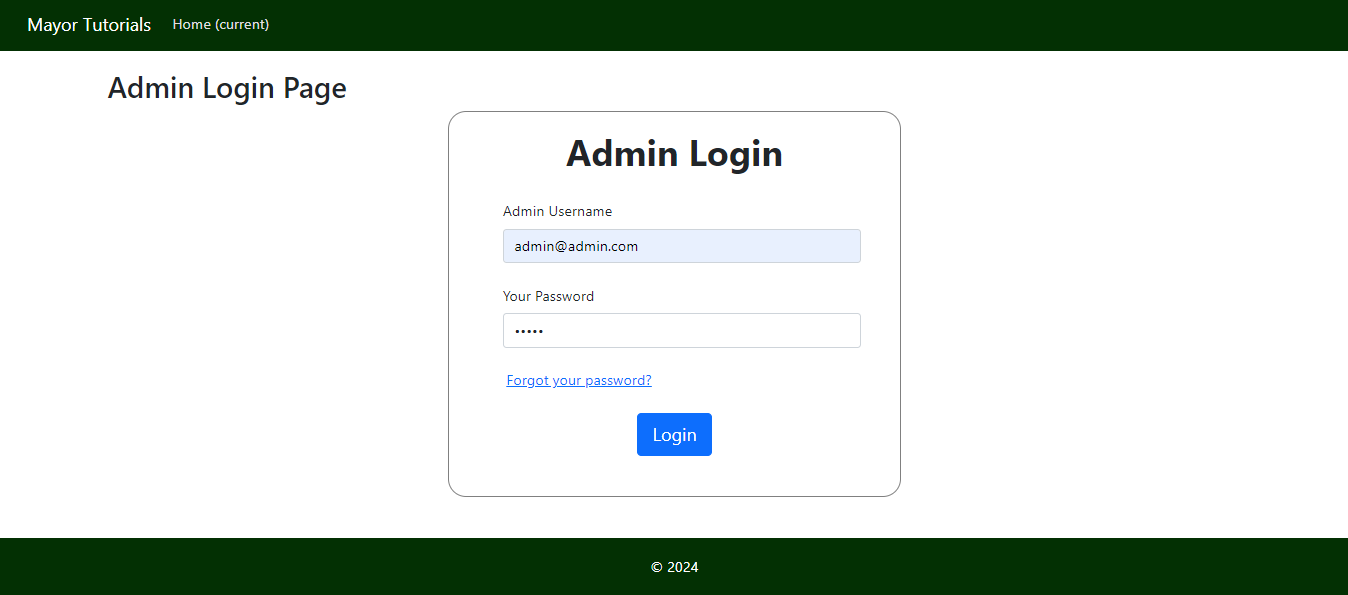 Mayor Tutorials Home (current)
Admin Login Page
Admin Login
Admin Username
admin@admin.com
Your Password
•••••
Forgot your password?
Login
© 2024